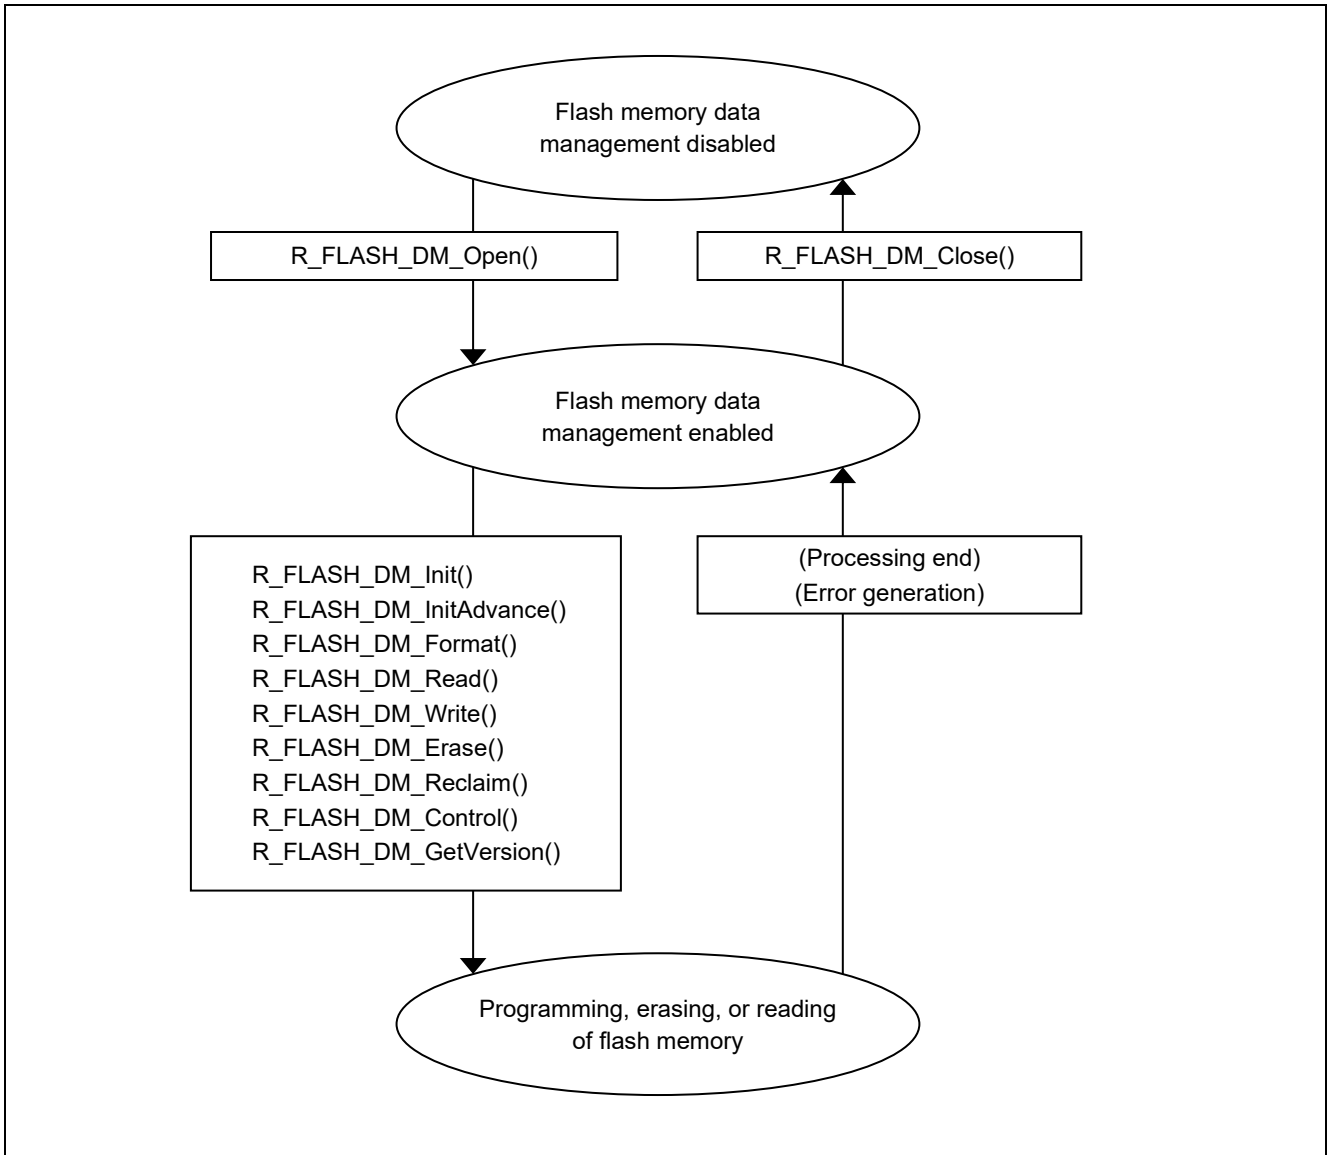 Flash memory data
management disabled
R_FLASH_DM_Open()
R_FLASH_DM_Close()
Flash memory data
management enabled
R_FLASH_DM_Init()
R_FLASH_DM_InitAdvance()
R_FLASH_DM_Format()
R_FLASH_DM_Read()
R_FLASH_DM_Write()
R_FLASH_DM_Erase()
R_FLASH_DM_Reclaim()
R_FLASH_DM_Control()
R_FLASH_DM_GetVersion()
(Processing end)
(Error generation)
Programming, erasing, or reading
of flash memory